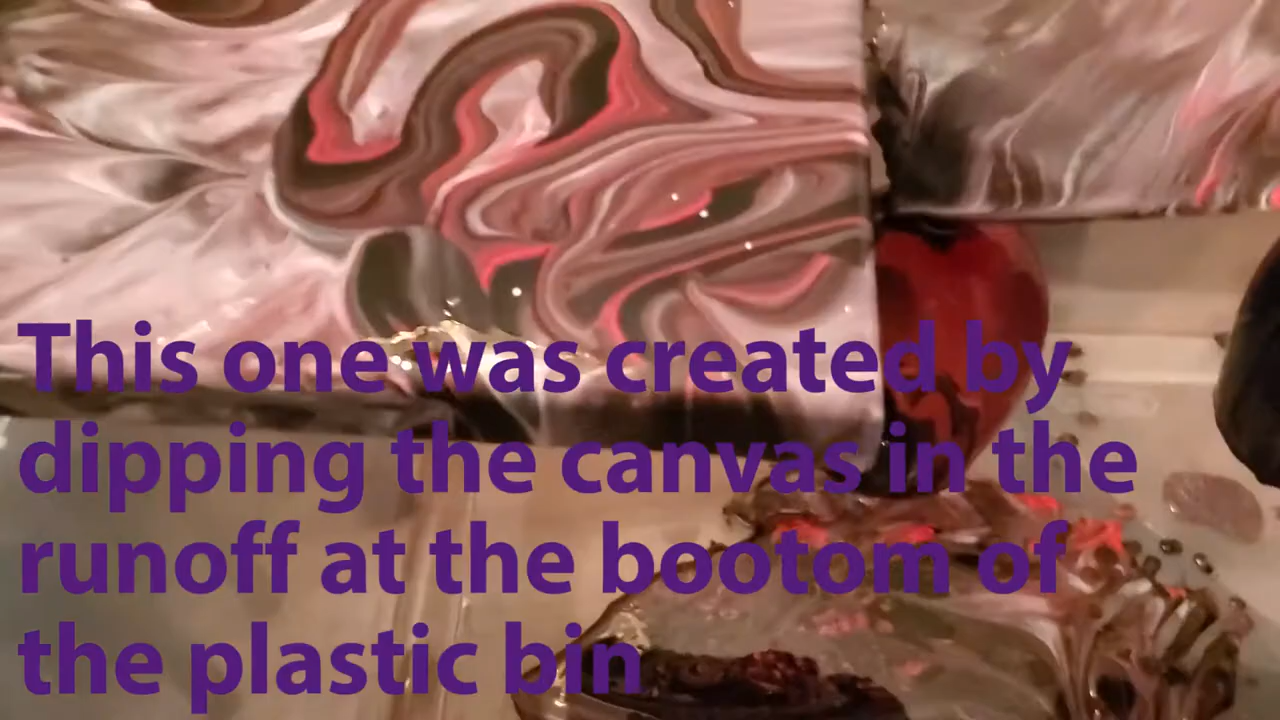 This one was created by
dipping the canvas in the
runoff at the bootom of
the plastic bin